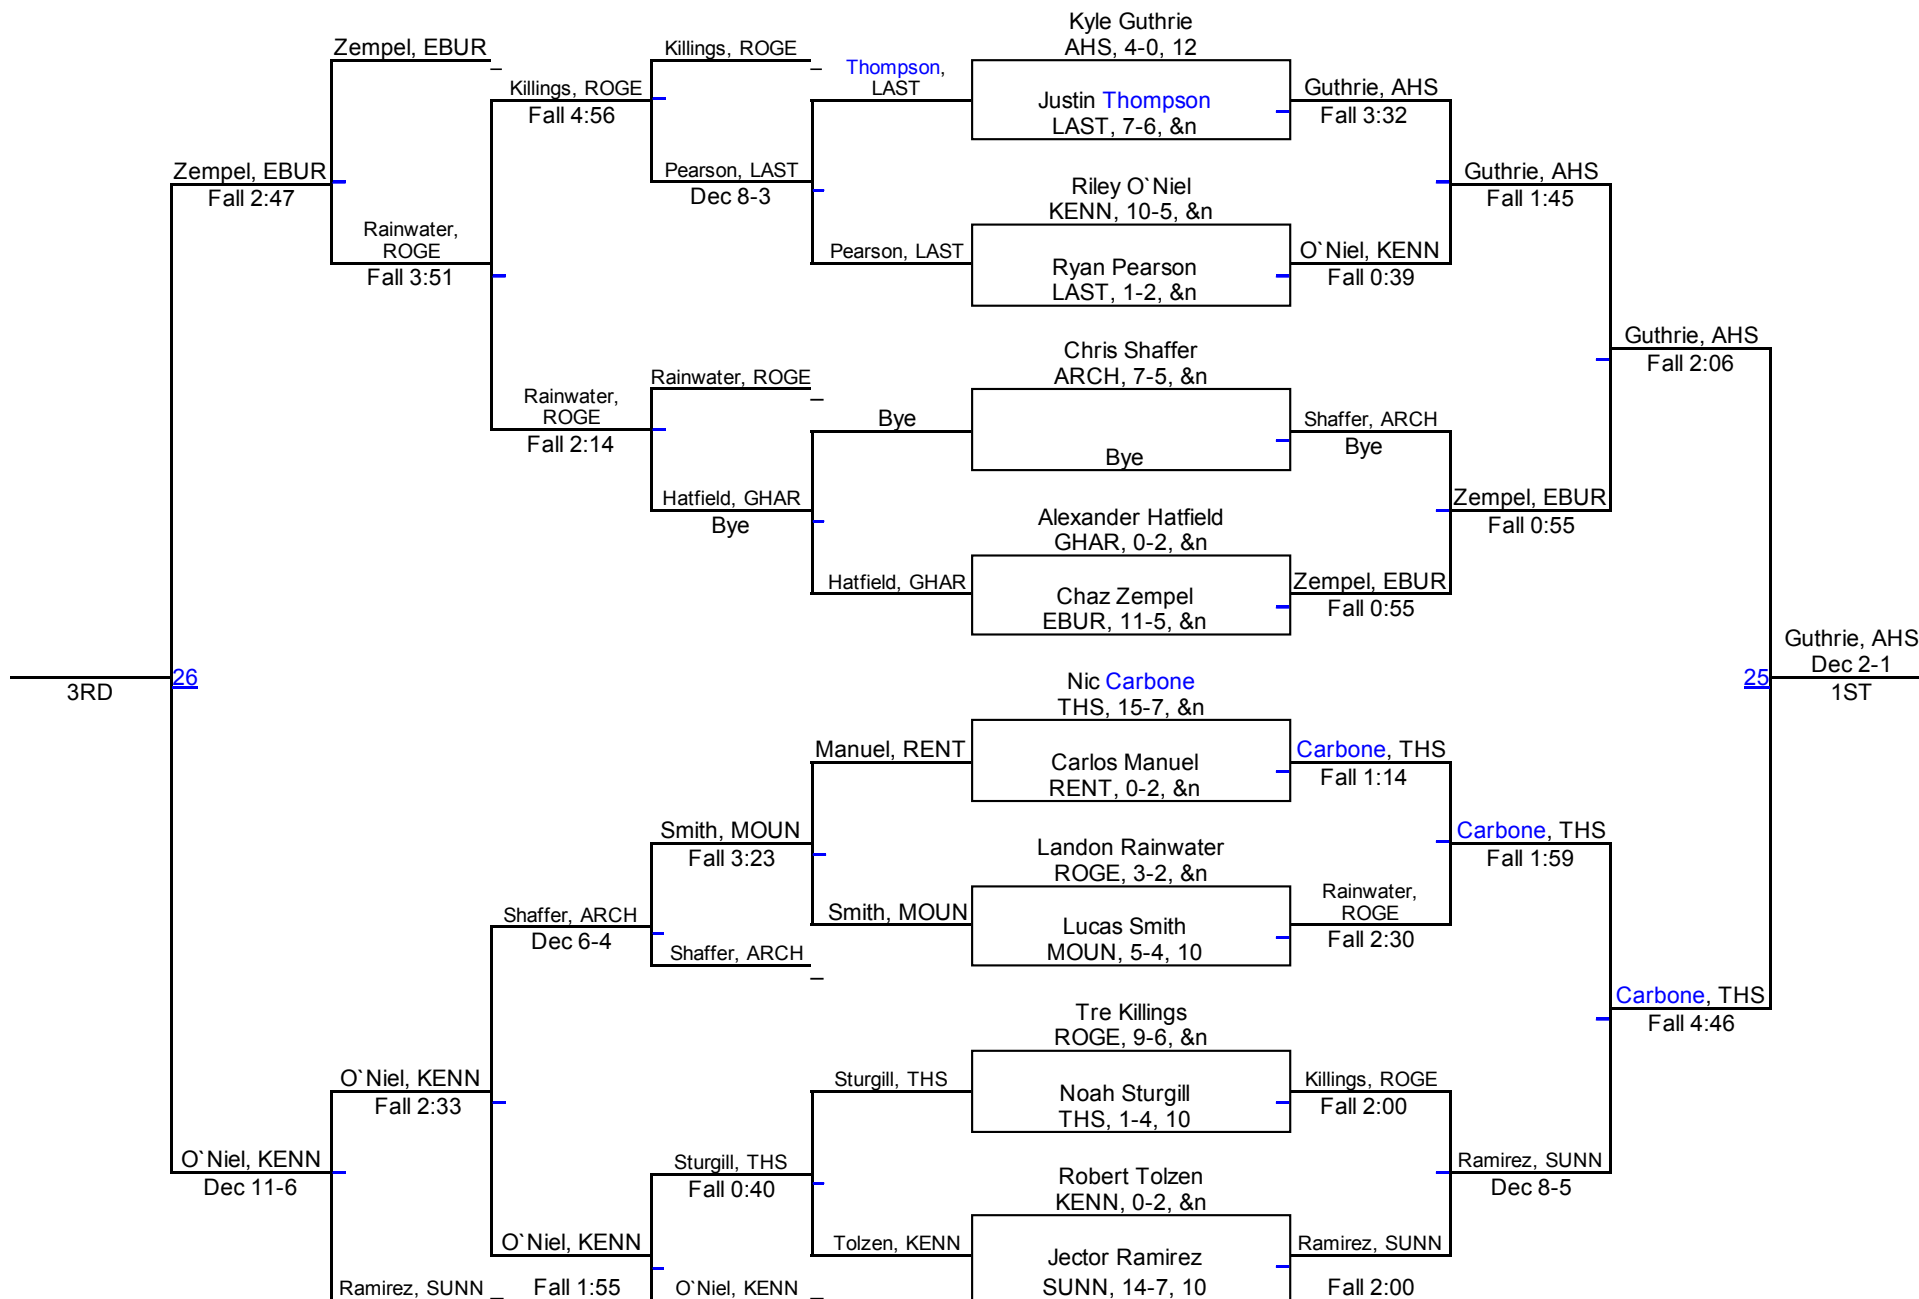 Kyle Guthrie
AHS, 4-0, 12
Zempel, EBUR
Killings, ROGE
Thompson,
LAST
Killings, ROGE
Fall 4:56
Justin Thompson
LAST, 7-6, &n
Guthrie, AHS
Fall 3:32
Zempel, EBUR
Fall 2:47
Pearson, LAST
Dec 8-3
Riley O`Niel
KENN, 10-5, &n
Guthrie, AHS
Fall 1:45
Rainwater,
ROGE
Fall 3:51
Pearson, LAST
Ryan Pearson
LAST, 1-2, &n
O`Niel, KENN
Fall 0:39
Chris Shaffer
ARCH, 7-5, &n
Guthrie, AHS
Fall 2:06
Rainwater, ROGE
Rainwater,
ROGE
Fall 2:14
Bye
Bye
Shaffer, ARCH
Bye
Hatfield, GHAR
Bye
Alexander Hatfield
GHAR, 0-2, &n
Zempel, EBUR
Fall 0:55
Hatfield, GHAR
Chaz Zempel
EBUR, 11-5, &n
Zempel, EBUR
Fall 0:55
3RD
26
Nic Carbone
THS, 15-7, &n
25
Guthrie, AHS
Dec 2-1
1ST
Manuel, RENT
Carlos Manuel
RENT, 0-2, &n
Carbone, THS
Fall 1:14
Smith, MOUN
Fall 3:23
Landon Rainwater
ROGE, 3-2, &n
Carbone, THS
Fall 1:59
Shaffer, ARCH
Dec 6-4
Smith, MOUN
Lucas Smith
MOUN, 5-4, 10
Rainwater,
ROGE
Fall 2:30
Shaffer, ARCH
Tre Killings
ROGE, 9-6, &n
Carbone, THS
Fall 4:46
O`Niel, KENN
Fall 2:33
Sturgill, THS
Noah Sturgill
THS, 1-4, 10
Killings, ROGE
Fall 2:00
O`Niel, KENN
Dec 11-6
Sturgill, THS
Fall 0:40
Robert Tolzen
KENN, 0-2, &n
Ramirez, SUNN
Dec 8-5
O`Niel, KENN
Fall 1:55
Tolzen, KENN
Jector Ramirez
SUNN, 14-7, 10
Ramirez, SUNN
Fall 2:00
Ramirez, SUNN
O`Niel, KENN